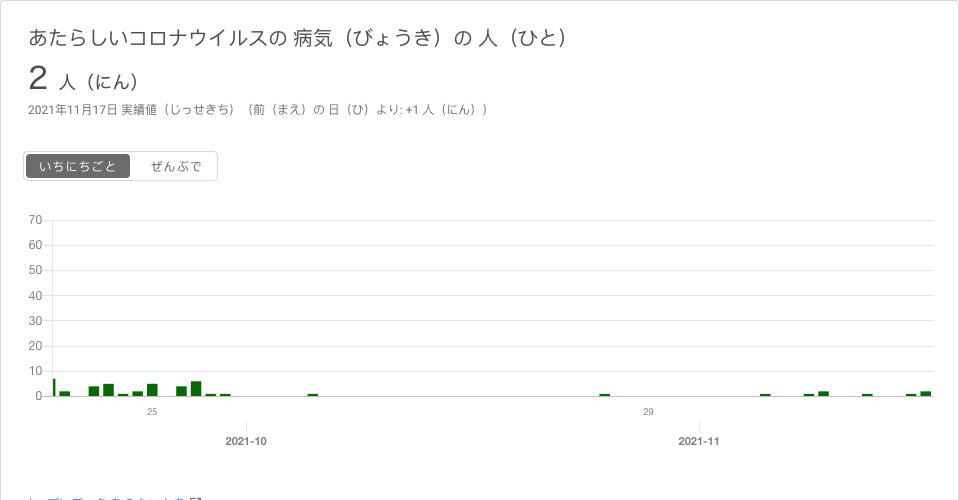 あたらしいコロナウイルスの 病気（びょうき）の 人（ひと）
2 人（にん）
2021年11月17日 実績値（じっせきち）（前（まえ）の 日（ひ）より: +1 人（にん））
いちにちごと ぜんぶで
70
60
50
40
30
20
10
0
25 29
2021-10 2021-11